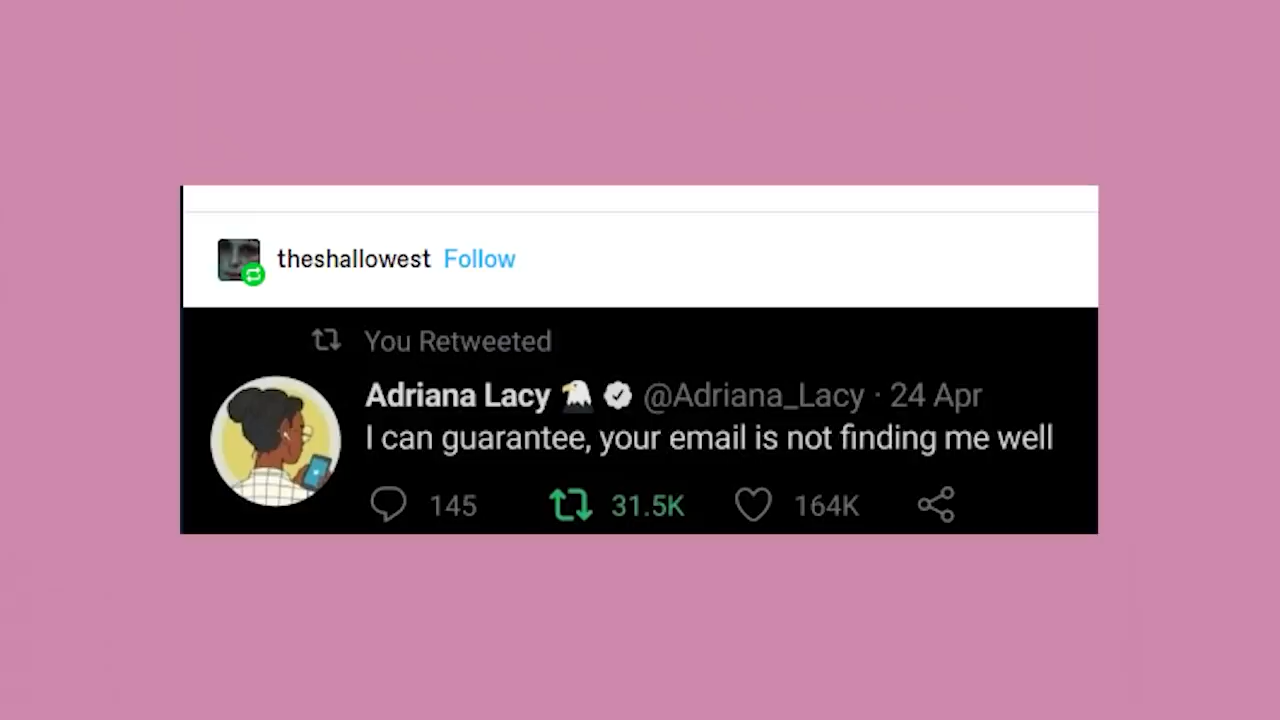 theshallowest Follow
You Retweeted
Adriana Lacy 🦅 @Adriana_Lacy · 24 Apr
I can guarantee, your email is not finding me well
145 31.5K 164K